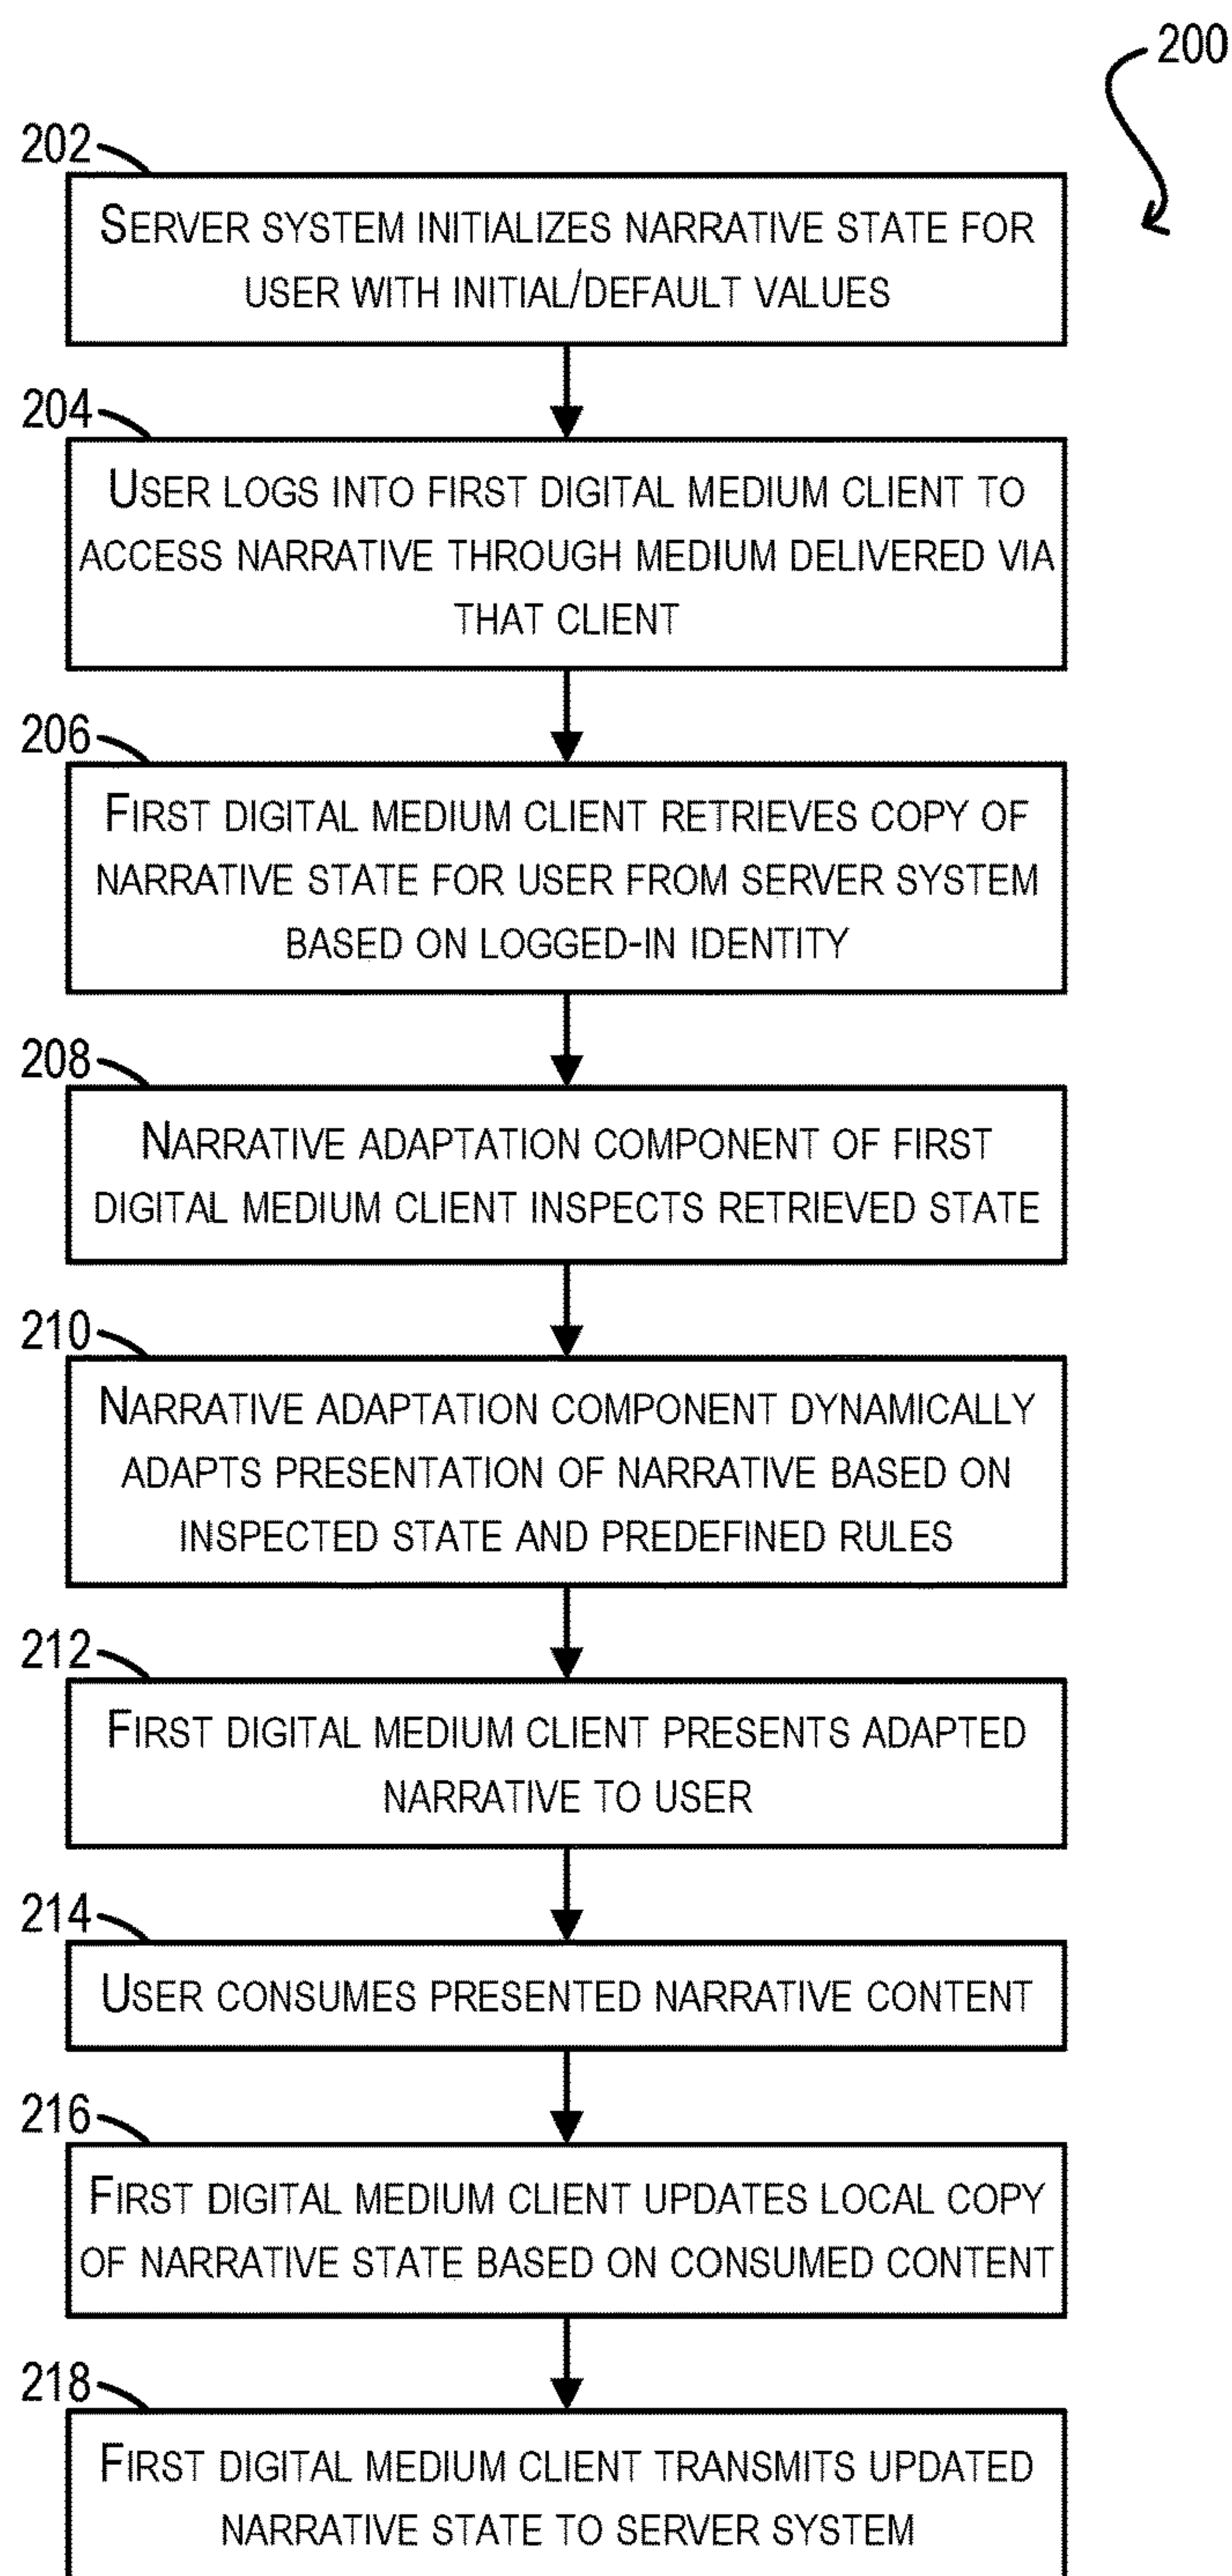 200
202
SERVER SYSTEM INITIALIZES NARRATIVE STATE FOR
USER WITH INITIAL/DEFAULT VALUES
204
USER LOGS INTO FIRST DIGITAL MEDIUM CLIENT TO
ACCESS NARRATIVE THROUGH MEDIUM DELIVERED VIA
THAT CLIENT
206
FIRST DIGITAL MEDIUM CLIENT RETRIEVES COPY OF
NARRATIVE STATE FOR USER FROM SERVER SYSTEM
BASED ON LOGGED-IN IDENTITY
208
NARRATIVE ADAPTATION COMPONENT OF FIRST
DIGITAL MEDIUM CLIENT INSPECTS RETRIEVED STATE
210
NARRATIVE ADAPTATION COMPONENT DYNAMICALLY
ADAPTS PRESENTATION OF NARRATIVE BASED ON
INSPECTED STATE AND PREDEFINED RULES
212
FIRST DIGITAL MEDIUM CLIENT PRESENTS ADAPTED
NARRATIVE TO USER
214
USER CONSUMES PRESENTED NARRATIVE CONTENT
216
FIRST DIGITAL MEDIUM CLIENT UPDATES LOCAL COPY
OF NARRATIVE STATE BASED ON CONSUMED CONTENT
218
FIRST DIGITAL MEDIUM CLIENT TRANSMITS UPDATED
NARRATIVE STATE TO SERVER SYSTEM